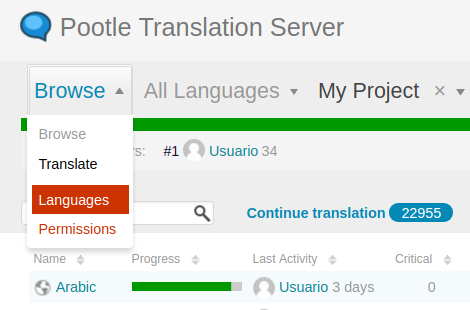 Pootle Translation Server
Browse All Languages My Project ×
Browse
rs: #1 Usuario 34
Translate
Languages
Continue translation 22955
Permissions
Name Progress Last Activity Critical
Arabic Usuario 3 days 0